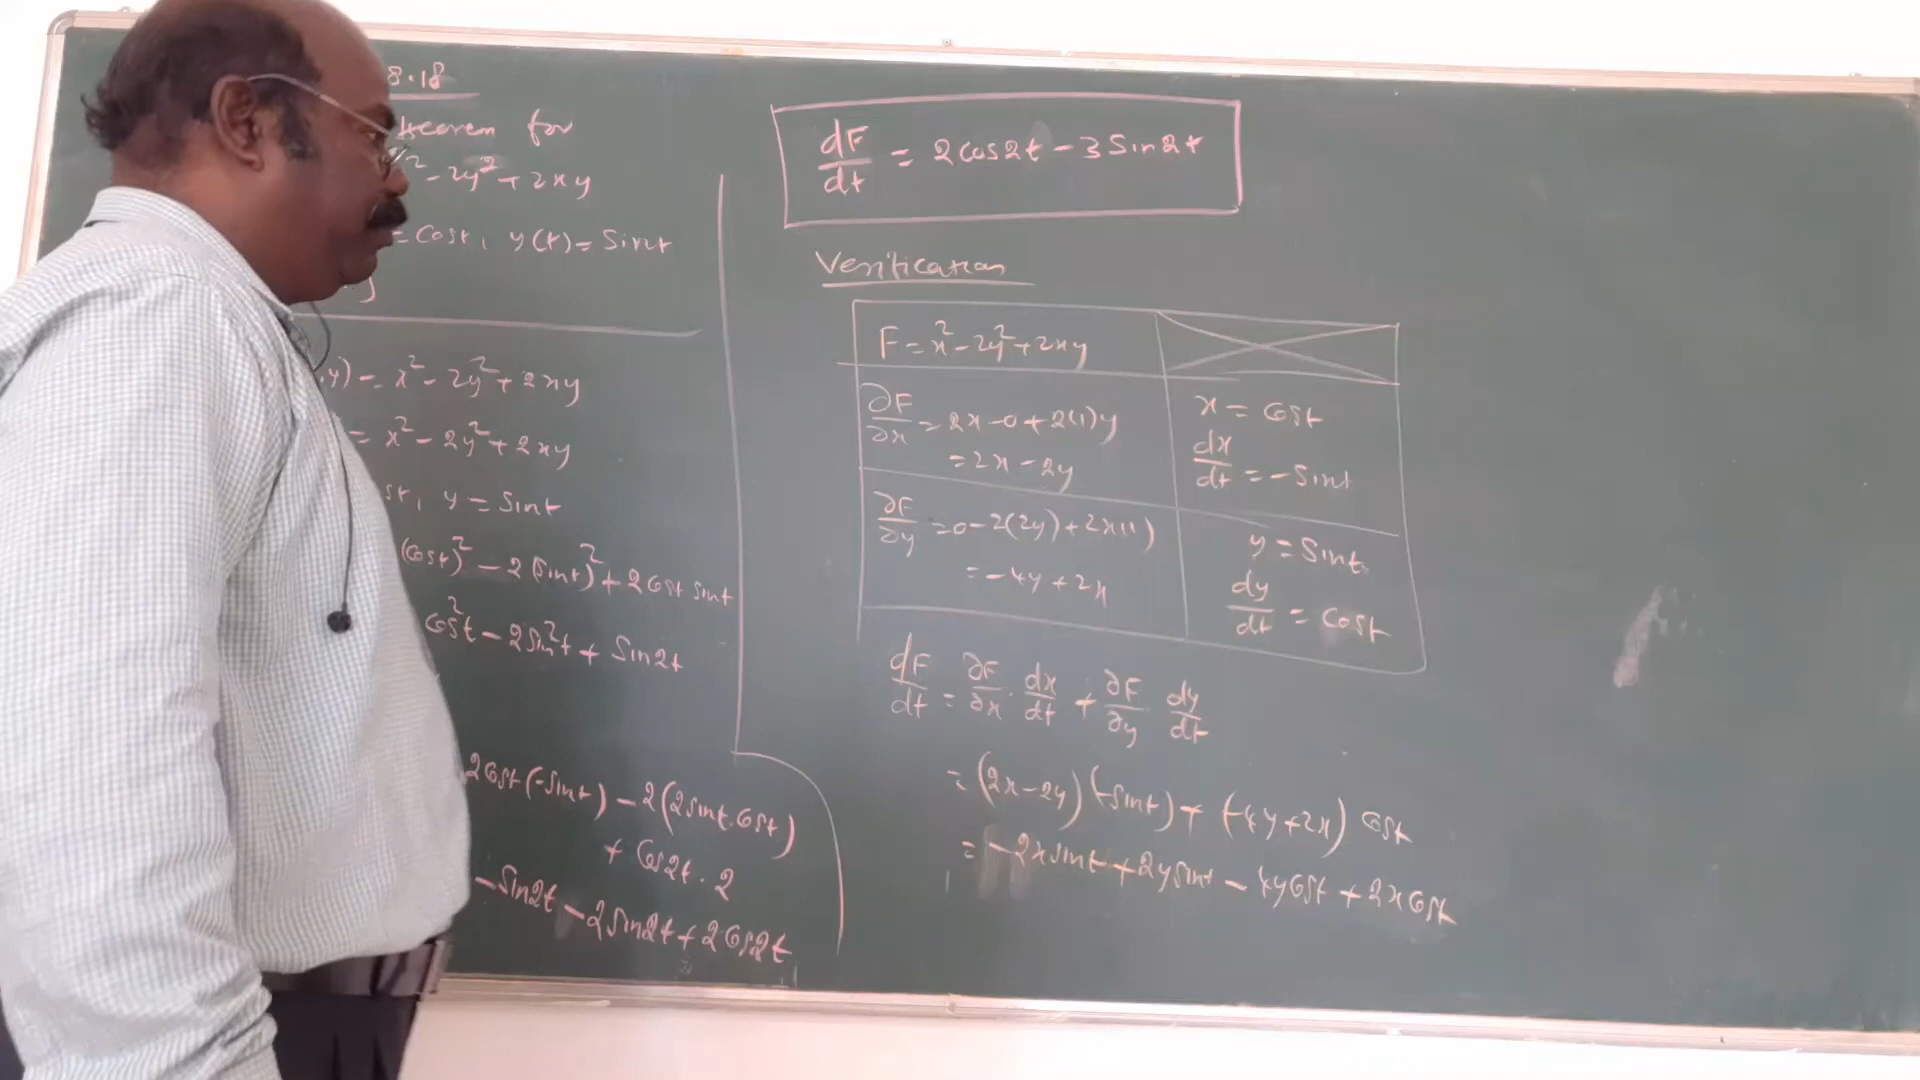 8.18
theorem for
² - 2y² + 2xy
= Cost, y(t) = Sint
,y) = x² - 2y² + 2xy
= x² - 2y² + 2xy
st, y = Sint
(Cost)² - 2(Sint)² + 2 Cost Sint
Cos²t - 2Sin²t + Sin2t
2Cost(-Sint) - 2(2Sint.Cost)
+ Cos2t . 2
- Sin2t - 2Sin2t + 2Cos2t
dF/dt = 2Cos2t - 3Sin2t
Verification
F = x² - 2y² + 2xy
∂F/∂x = 2x - 0 + 2(1)y
= 2x - 2y
x = Cost
dx/dt = -Sint
∂F/∂y = 0 - 2(2y) + 2x(1)
= -4y + 2x
y = Sint
dy/dt = Cost
dF/dt = ∂F/∂x . dx/dt + ∂F/∂y . dy/dt
= (2x - 2y)(-Sint) + (-4y + 2x) Cost
= -2xSint + 2ySint - 4yCost + 2xCost